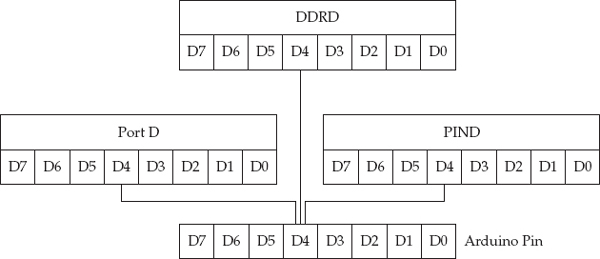 DDRD
D7 D6 D5 D4 D3 D2 D1 D0
Port D
D7 D6 D5 D4 D3 D2 D1 D0
PIND
D7 D6 D5 D4 D3 D2 D1 D0
D7 D6 D5 D4 D3 D2 D1 D0 Arduino Pin